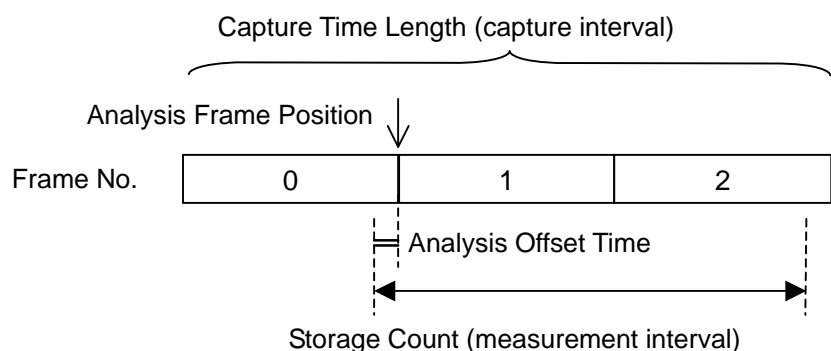 Capture Time Length (capture interval)
Analysis Frame Position
Frame No. 0 1 2
Analysis Offset Time
Storage Count (measurement interval)